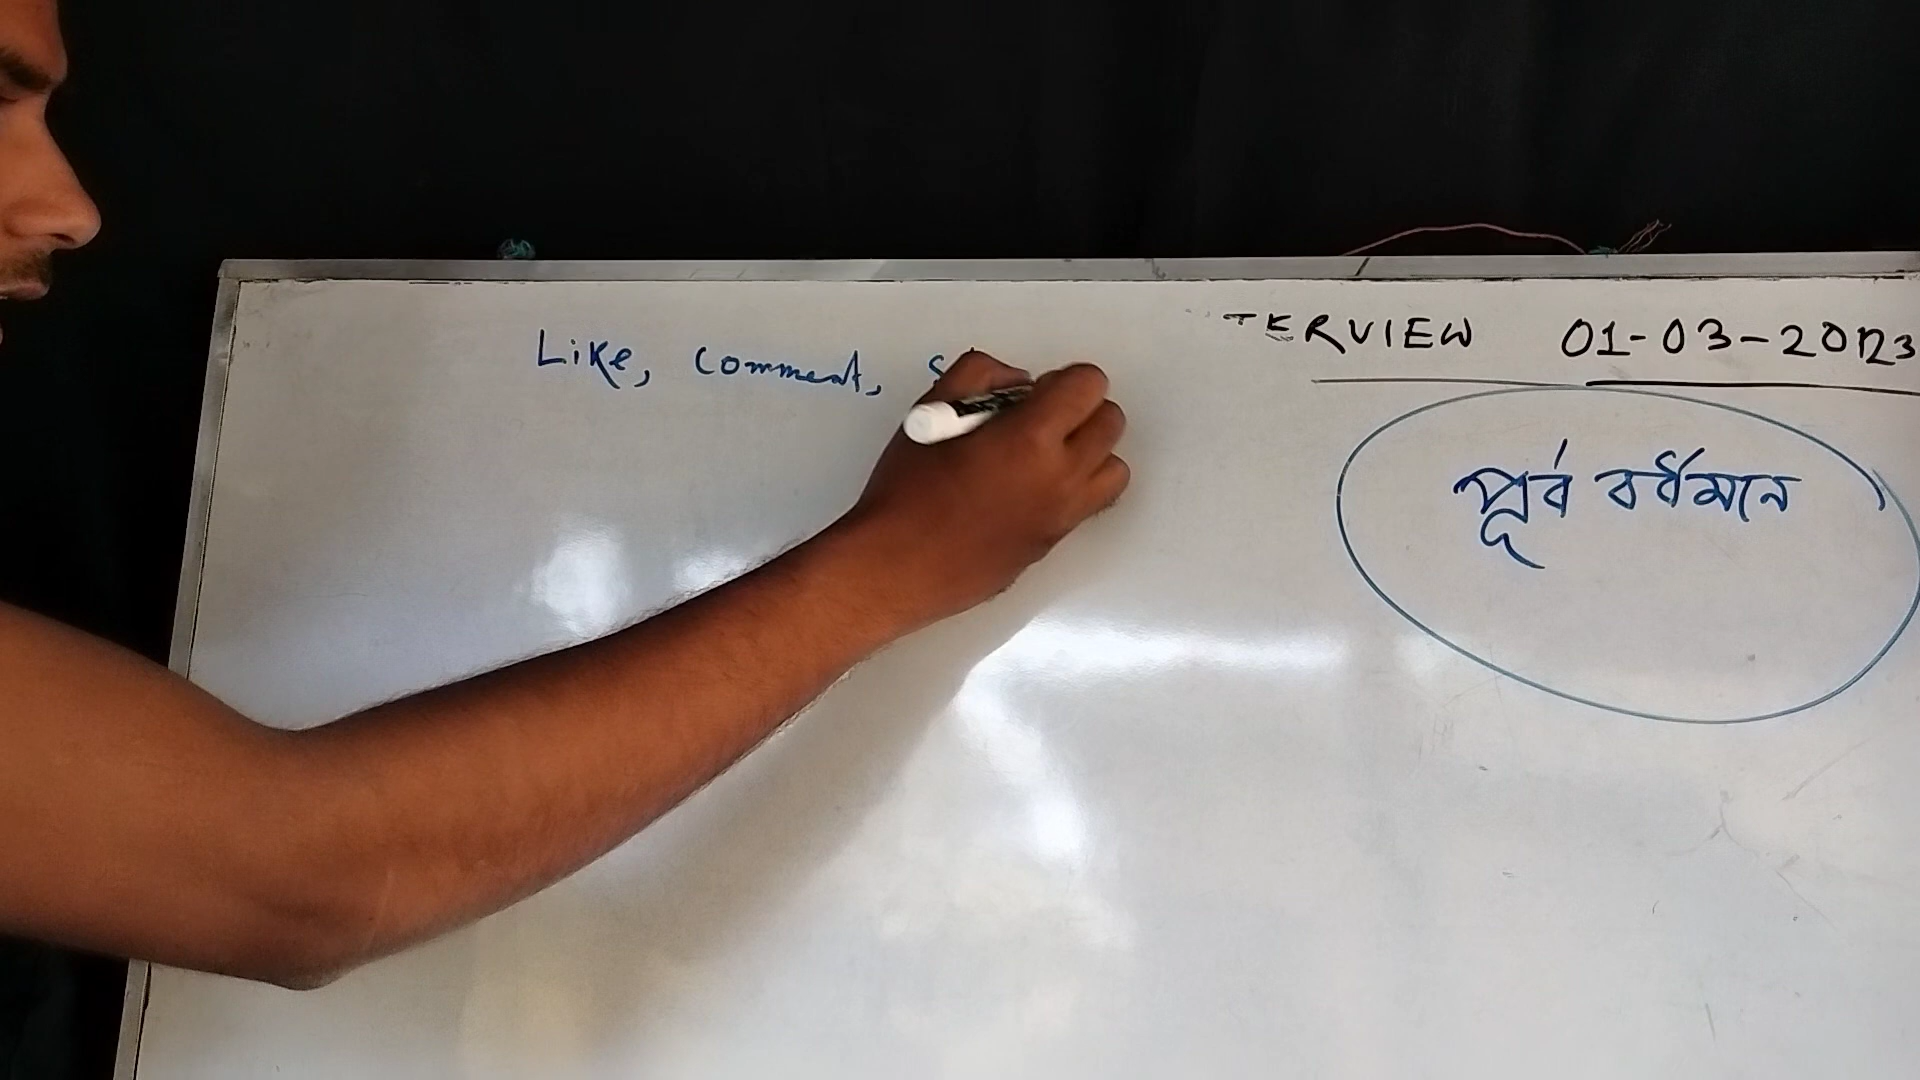 Like, Comment,
TERVIEW 01-03-2023
পূর্ব বর্ধমানে